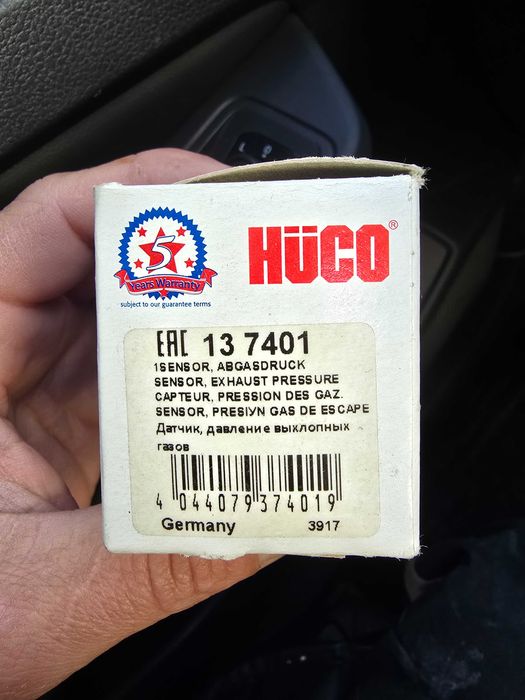 5
Years Warranty
subject to our guarantee terms
HÜCO®
EAC 13 7401
1SENSOR, ABGASDRUCK
SENSOR, EXHAUST PRESSURE
CAPTEUR, PRESSION DES GAZ.
SENSOR, PRESIYN GAS DE ESCAPE
Датчик, давление выхлопных
газов
4 044079 374019
Germany 3917